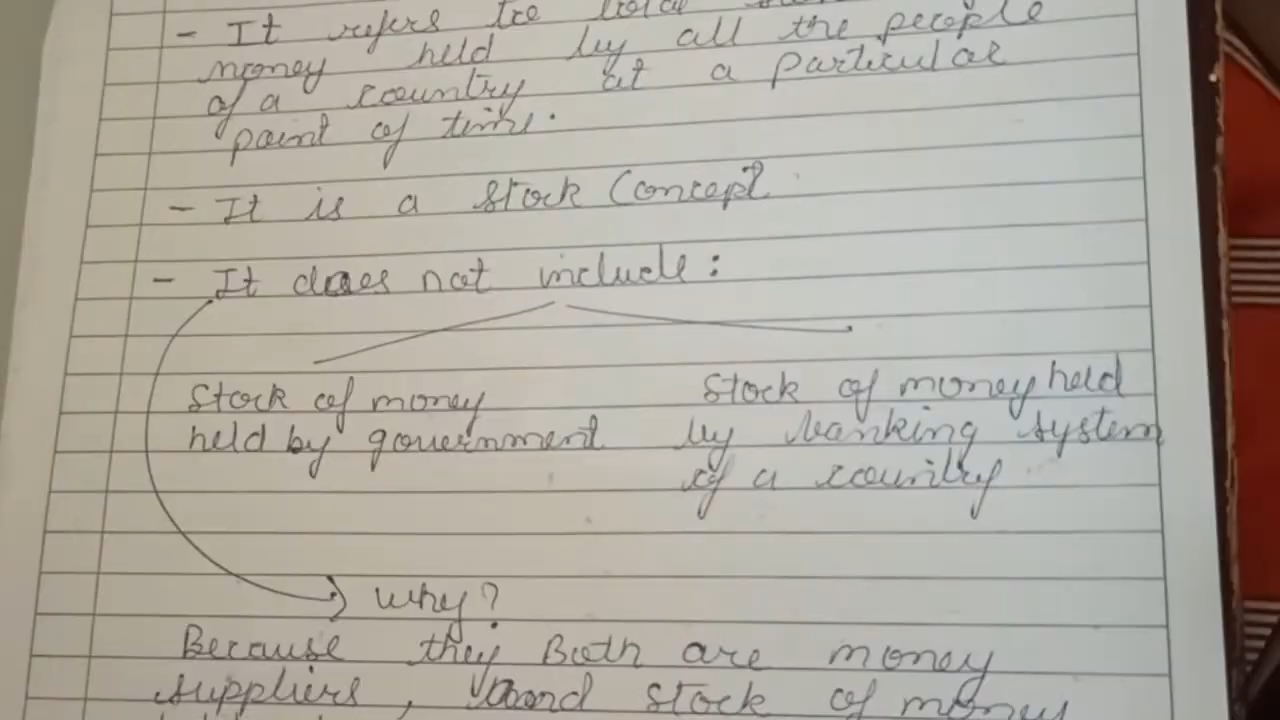 - It refers to total
money held by all the people
of a country at a particular
point of time.
- It is a Stock Concept
- It does not include:
Stock of money Stock of money held
held by government by banking system
of a country
Why?
Because they Both are money
suppliers, and stock of money